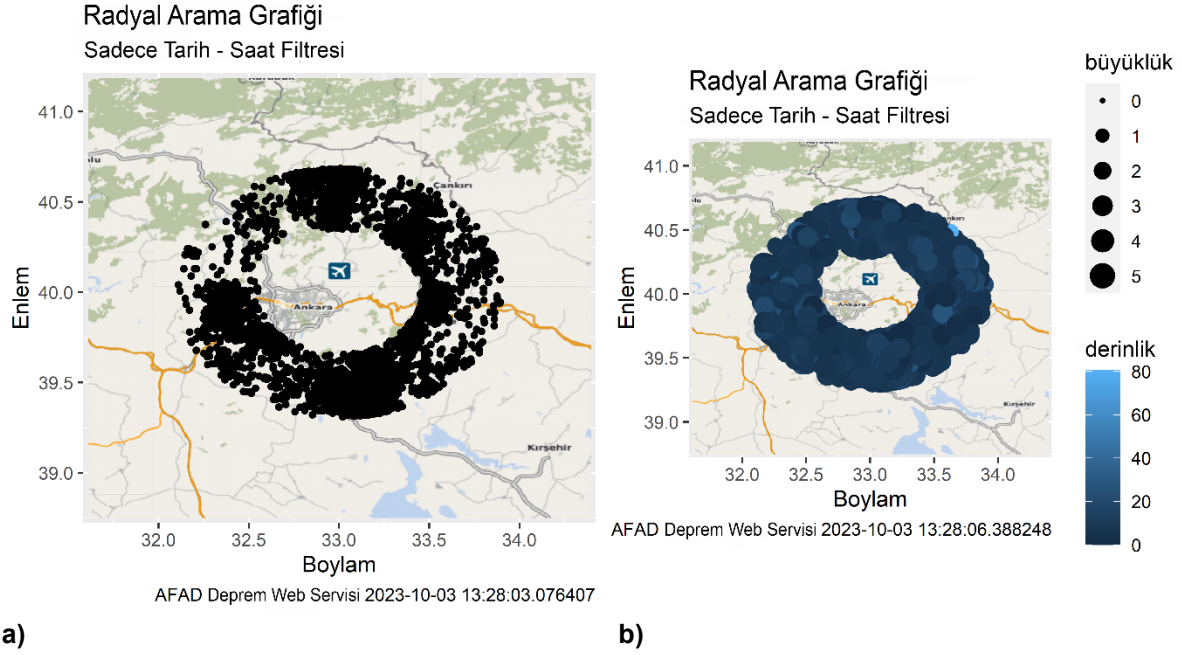 Radyal Arama Grafiği
Sadece Tarih - Saat Filtresi
Karabük
olu
Çankırı
Ankara
Kırşehir
41.0
40.5
40.0
39.5
39.0
Enlem
32.0 32.5 33.0 33.5 34.0
Boylam
AFAD Deprem Web Servisi 2023-10-03 13:28:03.076407
a)
Radyal Arama Grafiği
Sadece Tarih - Saat Filtresi
olu
nkırı
Ankara
Kırşehir
41.0
40.5
40.0
39.5
39.0
Enlem
32.0 32.5 33.0 33.5 34.0
Boylam
AFAD Deprem Web Servisi 2023-10-03 13:28:06.388248
b)
büyüklük
0
1
2
3
4
5
derinlik
80
60
40
20
0